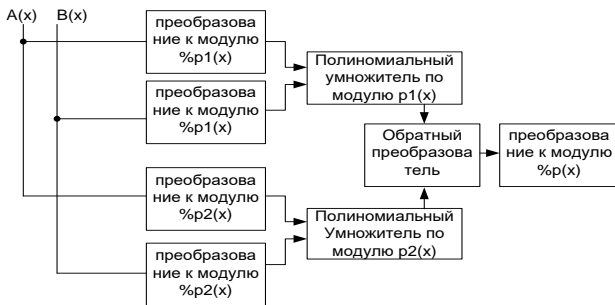 A(x) B(x)
преобразова
ние к модулю
%p1(x)
преобразова
ние к модулю
%p1(x)
Полиномиальный
умножитель по
модулю p1(x)
Обратный
преобразова
тель
преобразова
ние к модулю
%p(x)
преобразова
ние к модулю
%p2(x)
преобразова
ние к модулю
%p2(x)
Полиномиальный
Умножитель по
модулю p2(x)